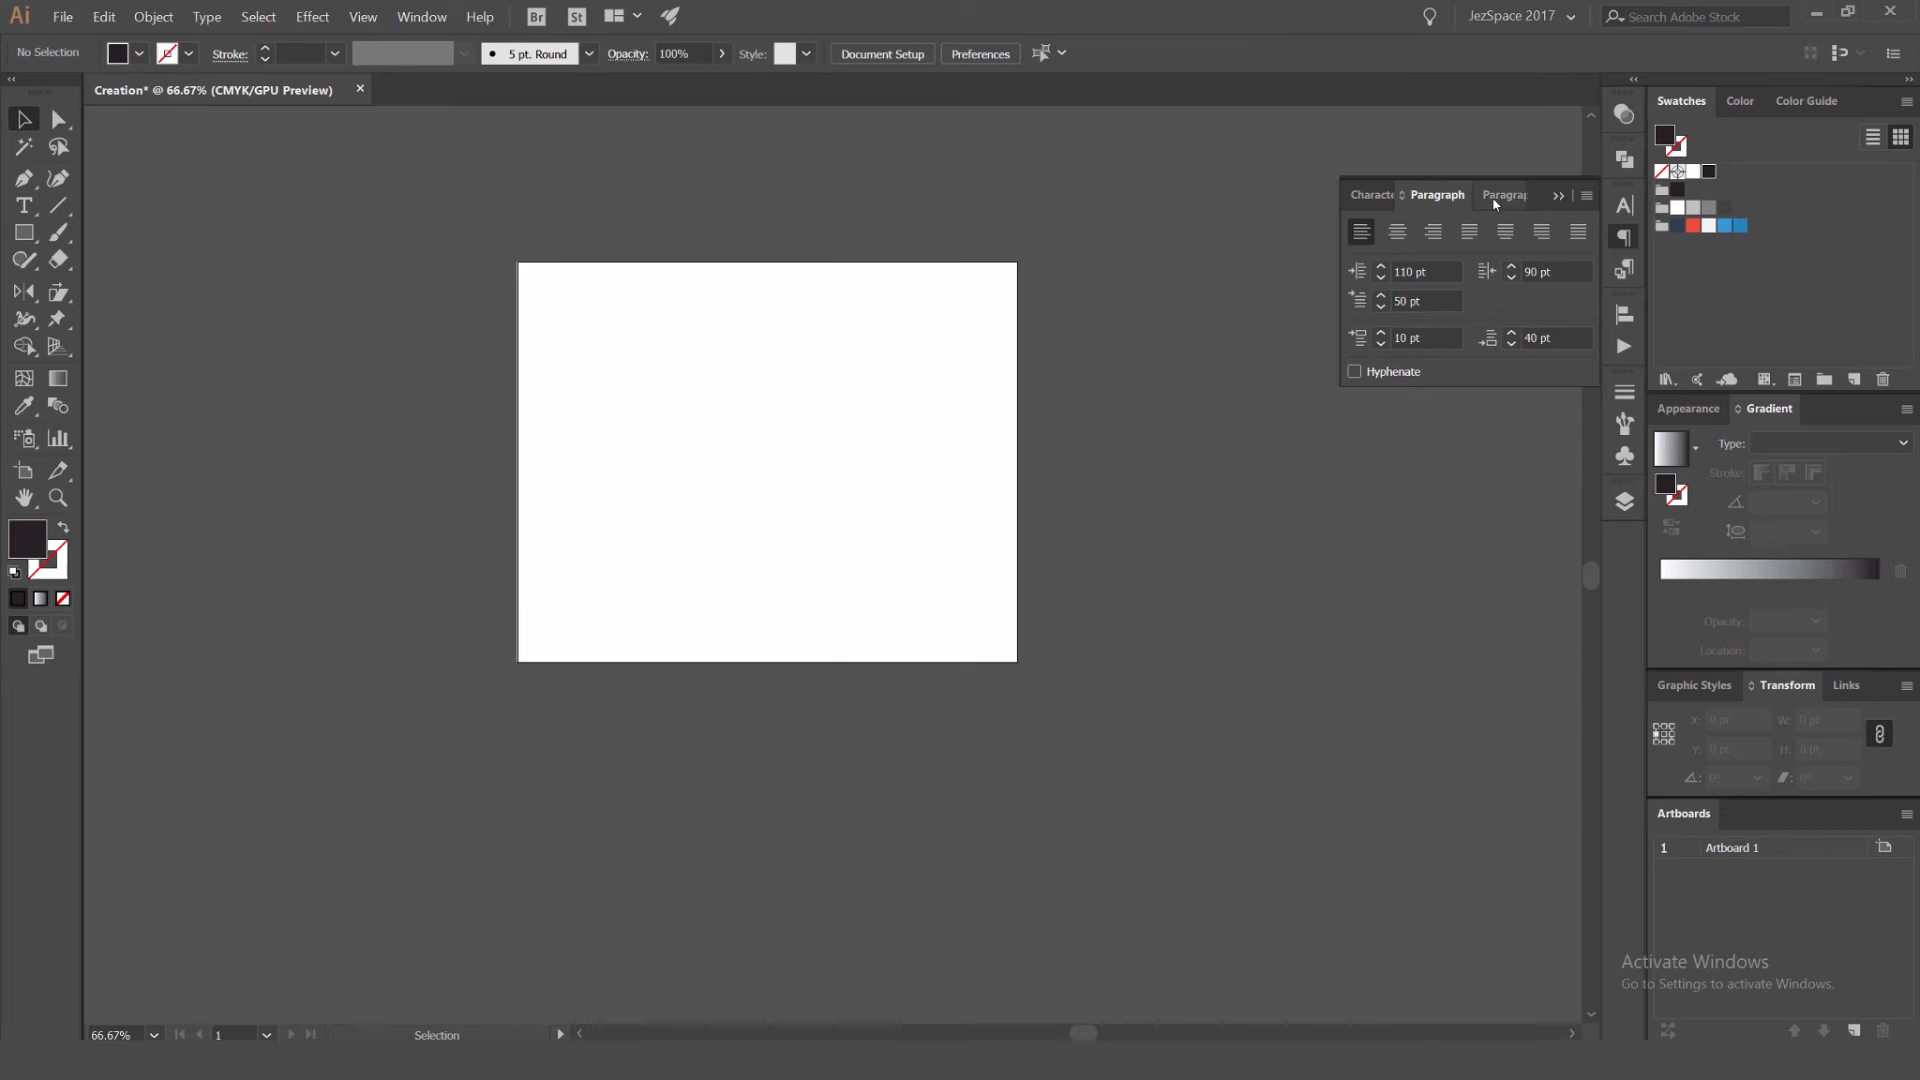 Ai File Edit Object Type Select Effect View Window Help Br St JezSpace 2017 Search Adobe Stock
No Selection Stroke: 5 pt. Round Opacity: 100% Style: Document Setup Preferences
Creation* @ 66.67% (CMYK/GPU Preview)
Swatches Color Color Guide
Characte Paragraph Paragrap
110 pt 90 pt
50 pt
10 pt 40 pt
Hyphenate
Appearance Gradient
Type:
Stroke:
Opacity:
Location:
Graphic Styles Transform Links
X: 0 pt W: 0 pt
Y: 0 pt H: 0 pt
0° 0°
Artboards
1 Artboard 1
Activate Windows
Go to Settings to activate Windows.
66.67% 1 Selection